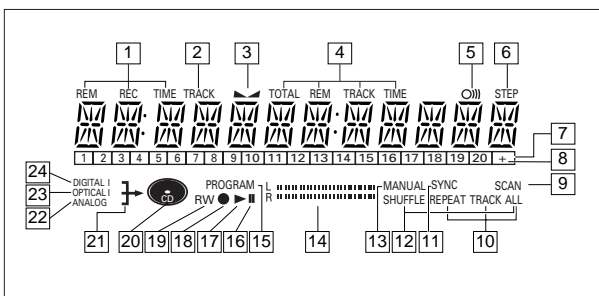 1 2 3 4 5 6
REM REC TIME TRACK TOTAL REM TRACK TIME STEP
1 2 3 4 5 6 7 8 9 10 11 12 13 14 15 16 17 18 19 20 +
7
8
24 DIGITAL I
23 OPTICAL I
22 ANALOG
CD
PROGRAM
RW
L
R
MANUAL SYNC SCAN 9
SHUFFLE REPEAT TRACK ALL
21 20 19 18 17 16 15 14 13 12 11 10